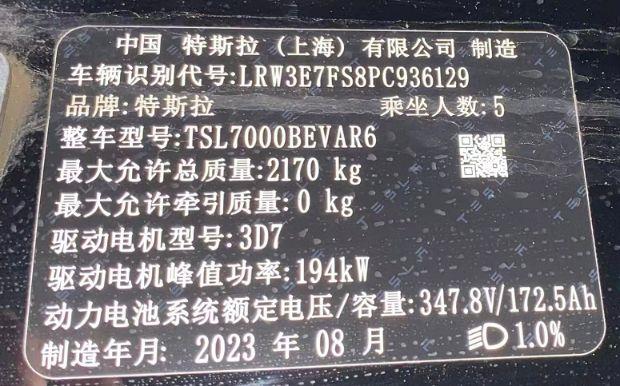 中国 特斯拉（上海）有限公司 制造
车辆识别代号:LRW3E7FS8PC936129
品牌:特斯拉 乘坐人数:5
整车型号:TSL7000BEVAR6
最大允许总质量:2170 kg
最大允许牵引质量:0 kg
驱动电机型号:3D7
驱动电机峰值功率:194kW
动力电池系统额定电压/容量:347.8V/172.5Ah
制造年月: 2023 年 08 月 1.0%